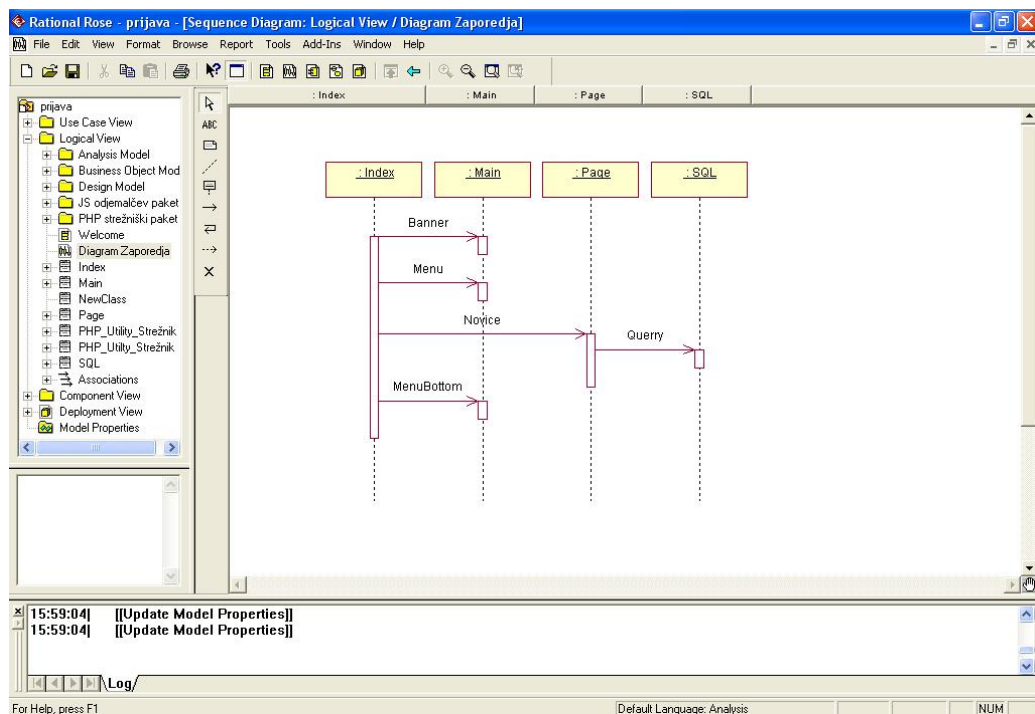 Rational Rose - prijava - [Sequence Diagram: Logical View / Diagram Zaporedja]
File Edit View Format Browse Report Tools Add-Ins Window Help
: Index : Main : Page : SQL
prijava
Use Case View
Logical View
Analysis Model
Business Object Mod
Design Model
JS odjemalčev paket
PHP strežniški paket
Welcome
Diagram Zaporedja
Index
Main
NewClass
Page
PHP_Utility_Strežnik
PHP_Utilty_Strežnik
SQL
Associations
Component View
Deployment View
Model Properties
ABC
: Index : Main : Page : SQL
Banner
Menu
Novice
Querry
MenuBottom
15:59:04| [[Update Model Properties]]
15:59:04| [[Update Model Properties]]
Log
For Help, press F1 Default Language: Analysis NUM